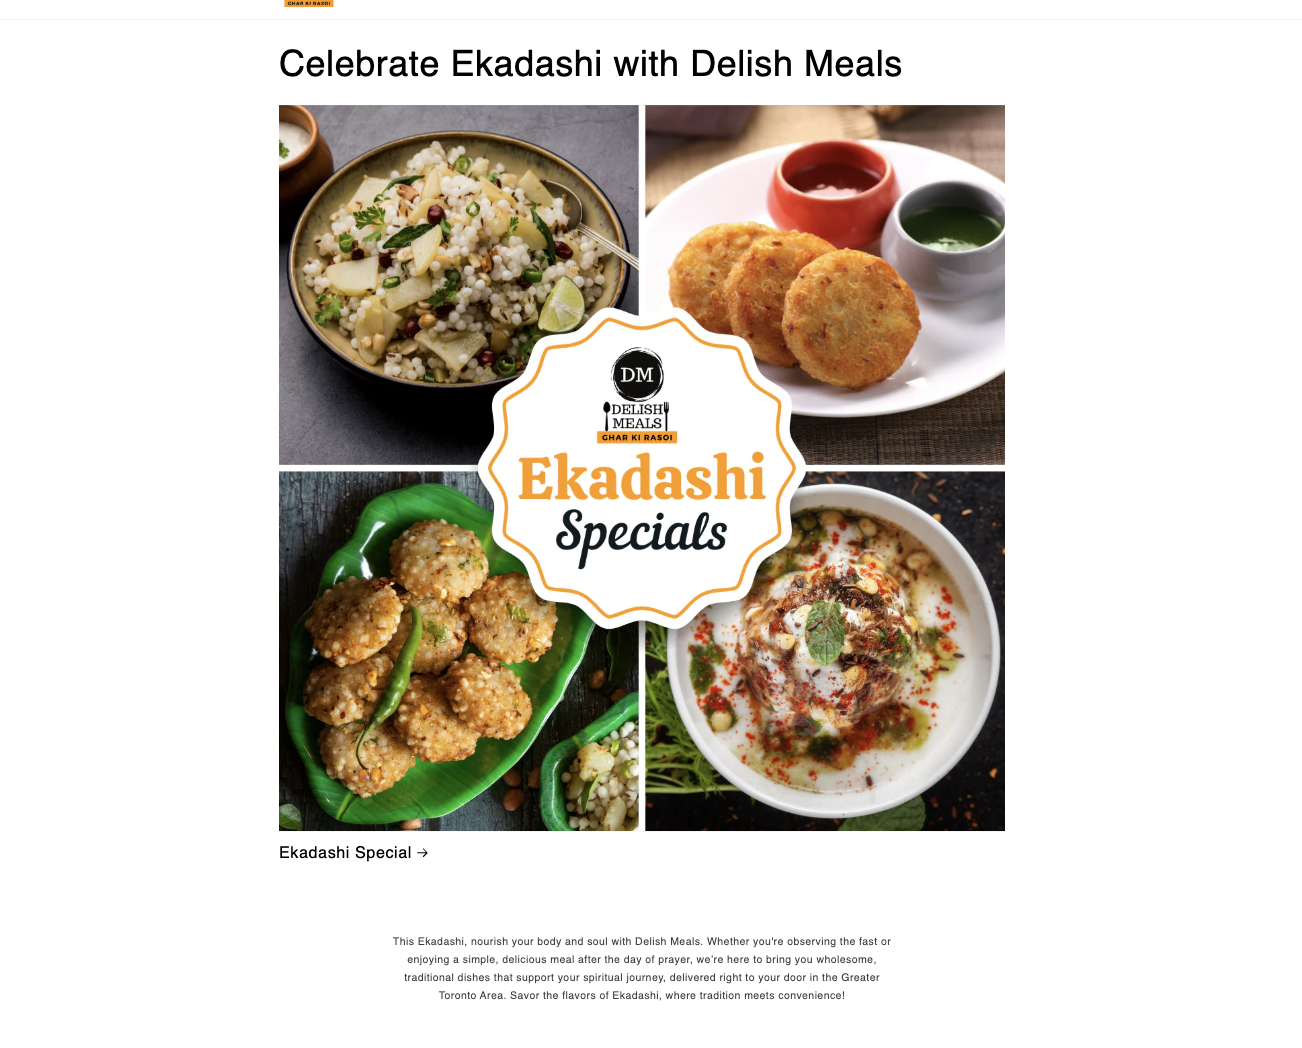 GHAR KI RASOI
Celebrate Ekadashi with Delish Meals
DM
DELISH
MEALS
GHAR KI RASOI
Ekadashi
Specials
Ekadashi Special →
This Ekadashi, nourish your body and soul with Delish Meals. Whether you're observing the fast or
enjoying a simple, delicious meal after the day of prayer, we're here to bring you wholesome,
traditional dishes that support your spiritual journey, delivered right to your door in the Greater
Toronto Area. Savor the flavors of Ekadashi, where tradition meets convenience!